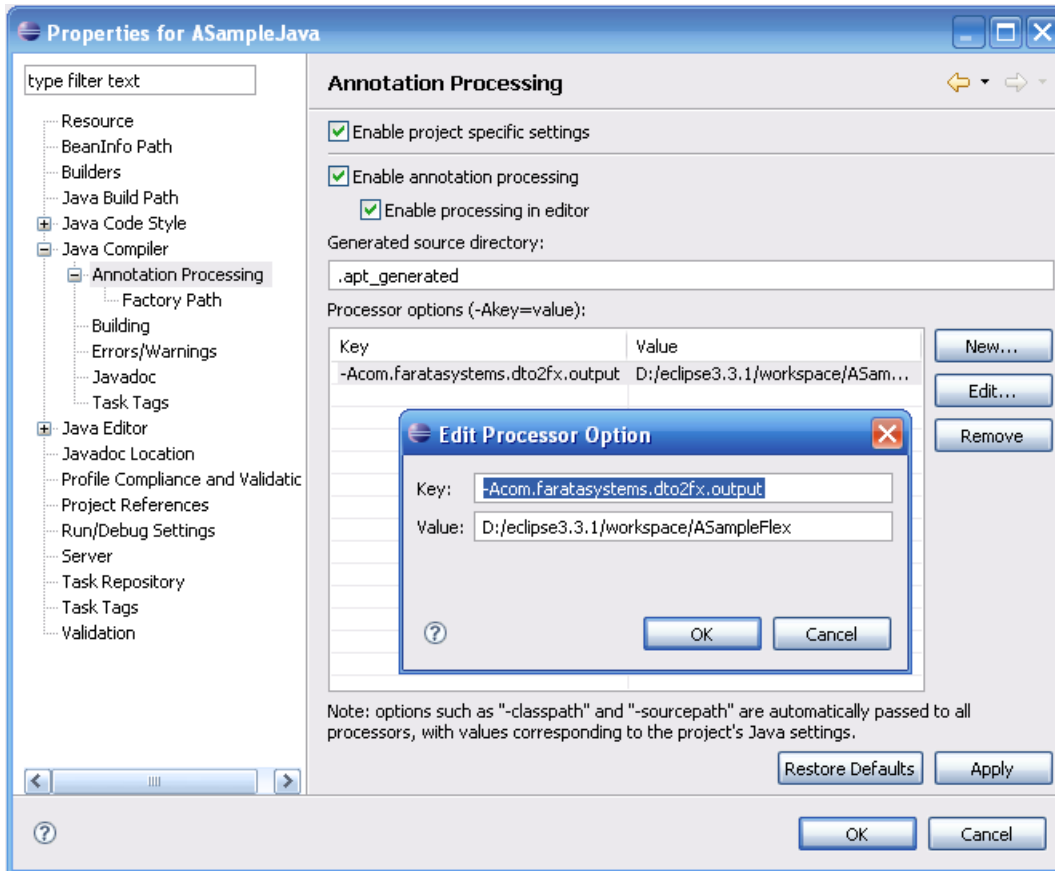 Properties for ASampleJava
type filter text
Resource
BeanInfo Path
Builders
Java Build Path
Java Code Style
Java Compiler
Annotation Processing
Factory Path
Building
Errors/Warnings
Javadoc
Task Tags
Java Editor
Javadoc Location
Profile Compliance and Validatic
Project References
Run/Debug Settings
Server
Task Repository
Task Tags
Validation
Annotation Processing
Enable project specific settings
Enable annotation processing
Enable processing in editor
Generated source directory:
.apt_generated
Processor options (-Akey=value):
Key Value
-Acom.faratasystems.dto2fx.output D:/eclipse3.3.1/workspace/ASam...
New...
Edit...
Remove
Edit Processor Option
Key: -Acom.faratasystems.dto2fx.output
Value: D:/eclipse3.3.1/workspace/ASampleFlex
OK Cancel
Note: options such as "-classpath" and "-sourcepath" are automatically passed to all
processors, with values corresponding to the project's Java settings.
Restore Defaults Apply
OK Cancel